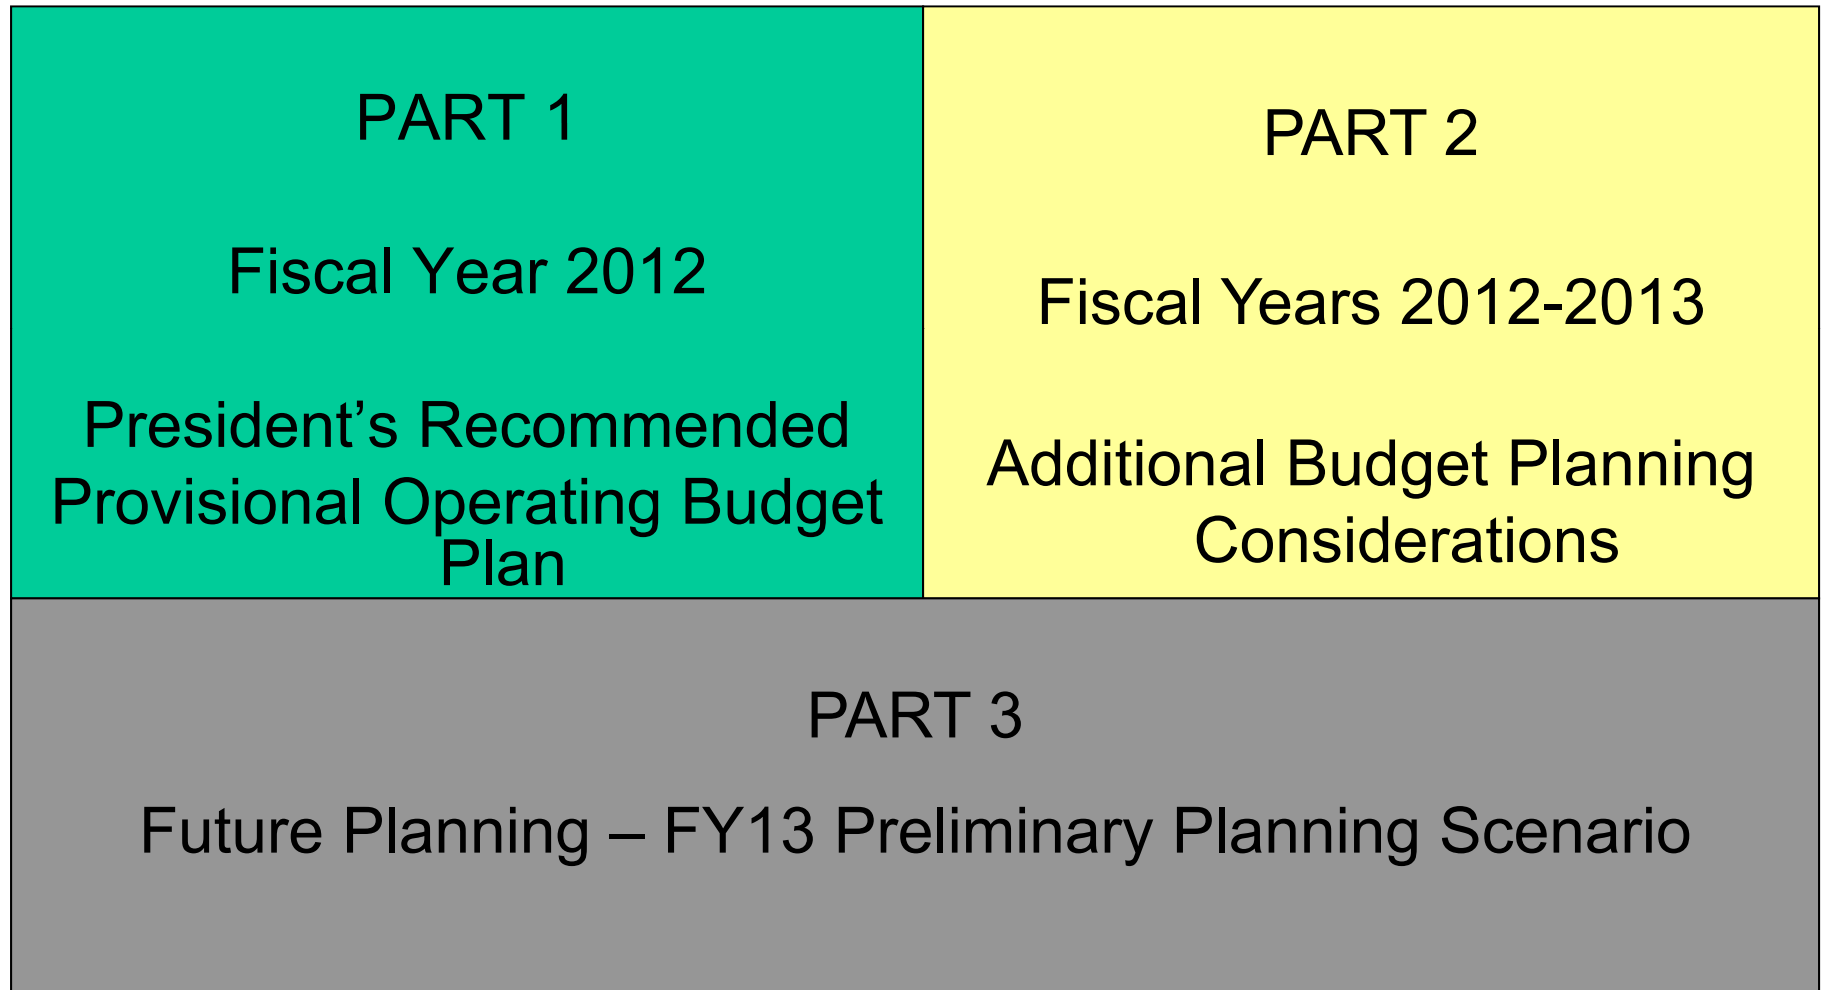 PART 1
Fiscal Year 2012
President’s Recommended
Provisional Operating Budget
Plan
PART 2
Fiscal Years 2012-2013
Additional Budget Planning
Considerations
PART 3
Future Planning – FY13 Preliminary Planning Scenario